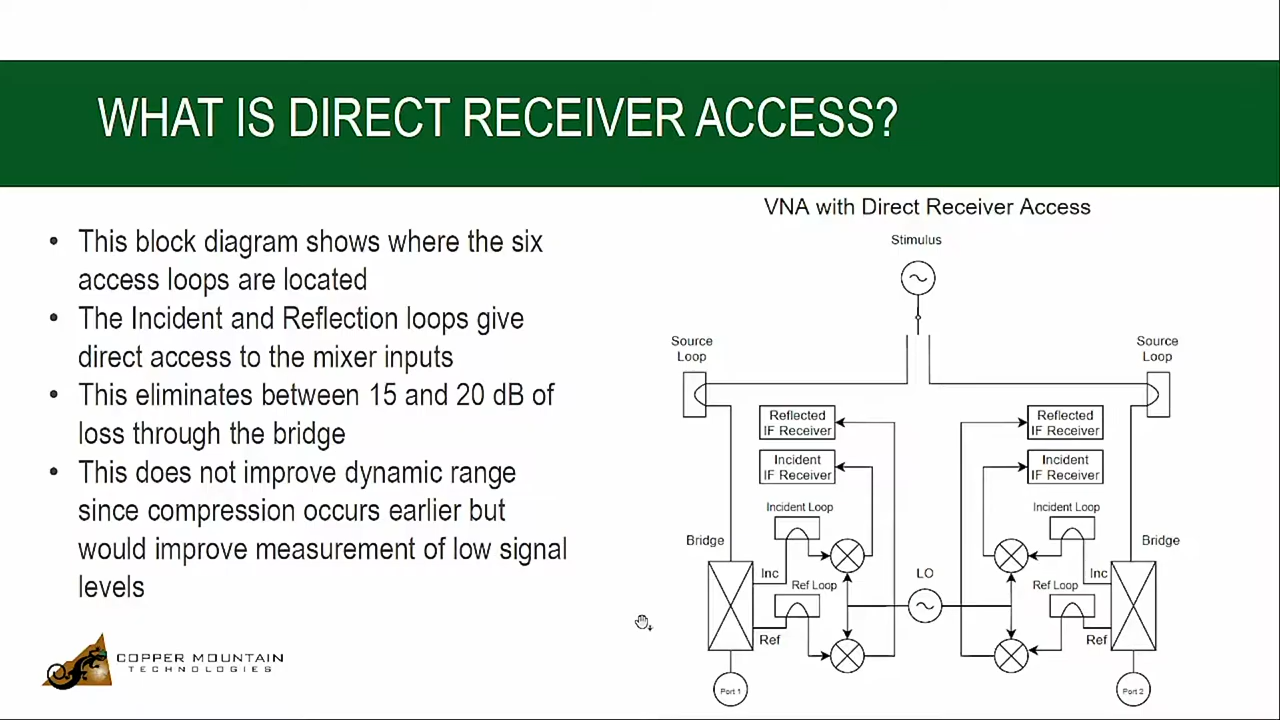 WHAT IS DIRECT RECEIVER ACCESS?
• This block diagram shows where the six
access loops are located
• The Incident and Reflection loops give
direct access to the mixer inputs
• This eliminates between 15 and 20 dB of
loss through the bridge
• This does not improve dynamic range
since compression occurs earlier but
would improve measurement of low signal
levels
COPPER MOUNTAIN
TECHNOLOGIES
VNA with Direct Receiver Access
Stimulus
Source
Loop
Source
Loop
Reflected
IF Receiver
Reflected
IF Receiver
Incident
IF Receiver
Incident
IF Receiver
Incident Loop
Incident Loop
Bridge
Bridge
Inc
LO
Inc
Ref Loop
Ref Loop
Ref
Ref
Port 1
Port 2